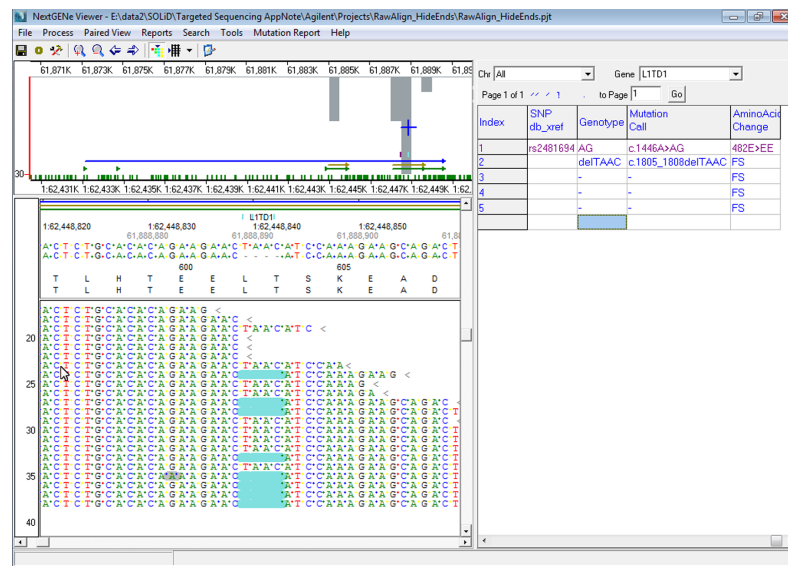 NextGENe Viewer - E:\data2\SOLiD\Targeted Sequencing AppNote\Agilent\Projects\RawAlign_HideEnds\RawAlign_HideEnds.pjt
File Process Paired View Reports Search Tools Mutation Report Help
61,871K 61,873K 61,875K 61,877K 61,879K 61,881K 61,883K 61,885K 61,887K 61,889K 61,89
30
1:62,431K 1:62,433K 1:62,435K 1:62,437K 1:62,439K 1:62,441K 1:62,443K 1:62,445K 1:62,447K 1:62,449K 1:62,
L1TD1
1:62,448,820 1:62,448,830 1:62,448,840 1:62,448,850
61,888,880 61,888,890 61,888,900 61,88
A C T C T G C A C A C A G A A G A A C T A A C A T C C A A A G A A G C A G A C T
A C T C T G C A C A C A G A A G A A C - - - - A T C C A A A G A A G C A G A C T
600 605
T L H T E E L T S K E A D
T L H T E E L T S K E A D
20
25
30
35
40
Chr All Gene L1TD1
Page 1 of 1 1 to Page 1 Go
Index SNP db_xref Genotype Mutation Call AminoAcid Change
1 rs2481694 AG c.1446A>AG 482E>EE
2 delTAAC c.1805_1808delTAAC FS
3 - - FS
4 - - FS
5 - - FS